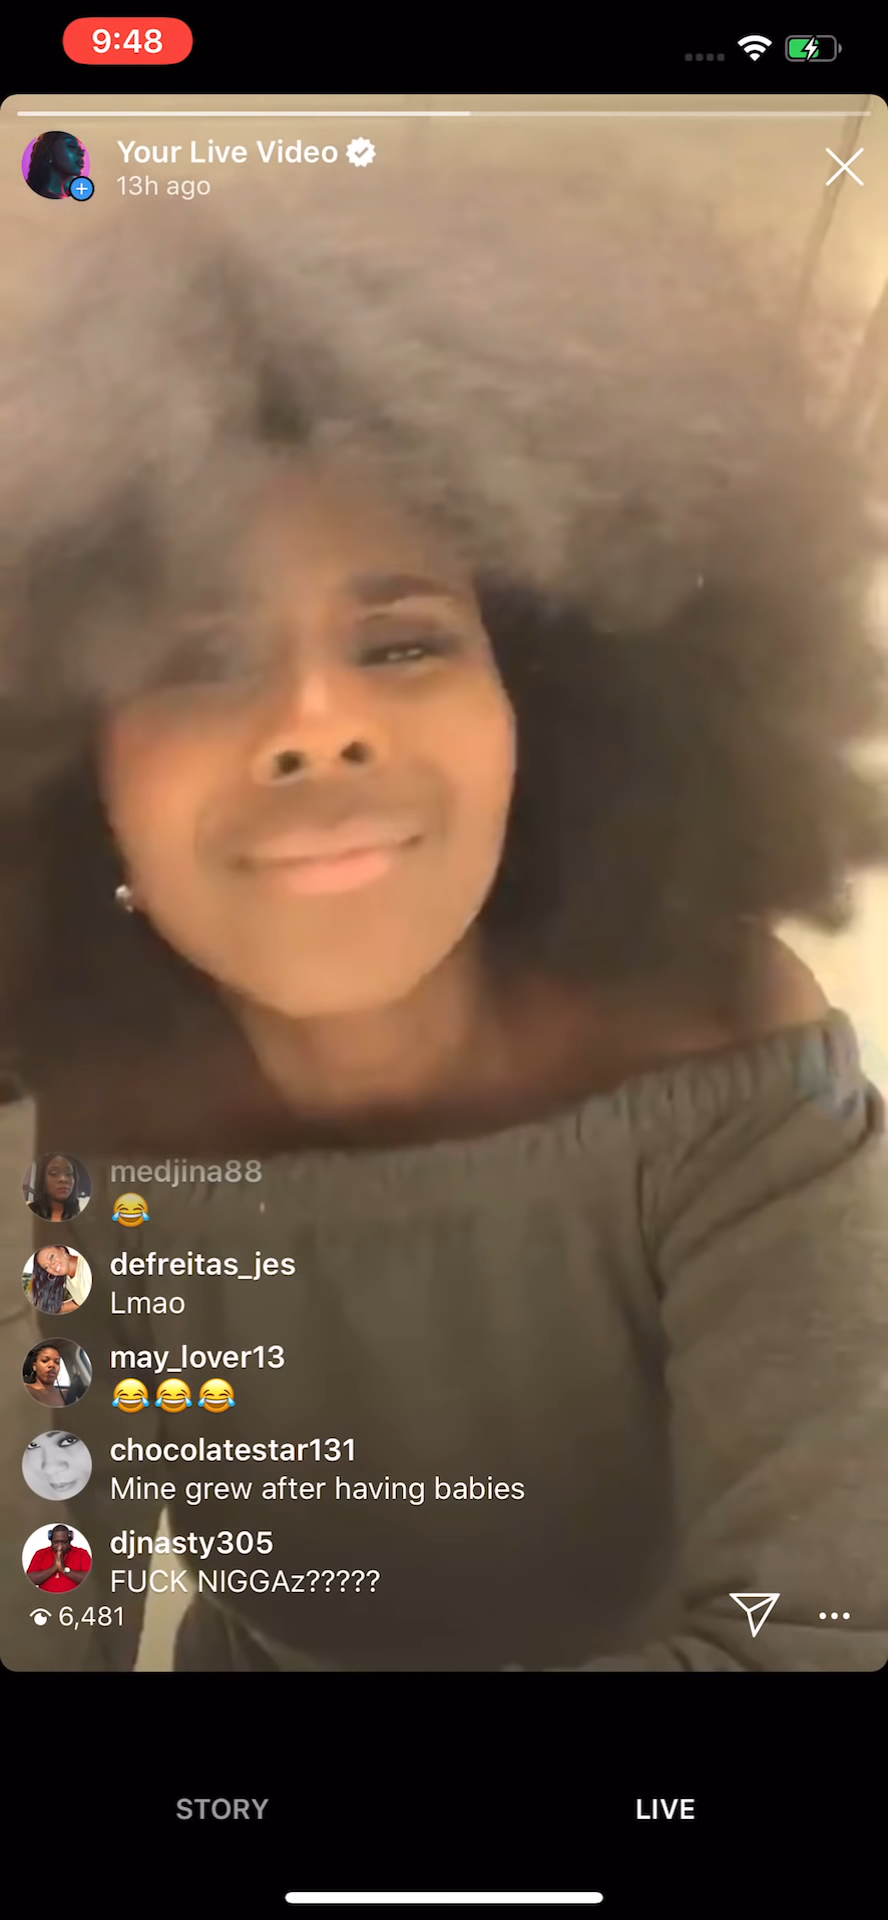 9:48
Your Live Video
13h ago
medjina88
😂
defreitas_jes
Lmao
may_lover13
😂😂😂
chocolatestar131
Mine grew after having babies
djnasty305
FUCK NIGGAz?????
6,481
STORY
LIVE